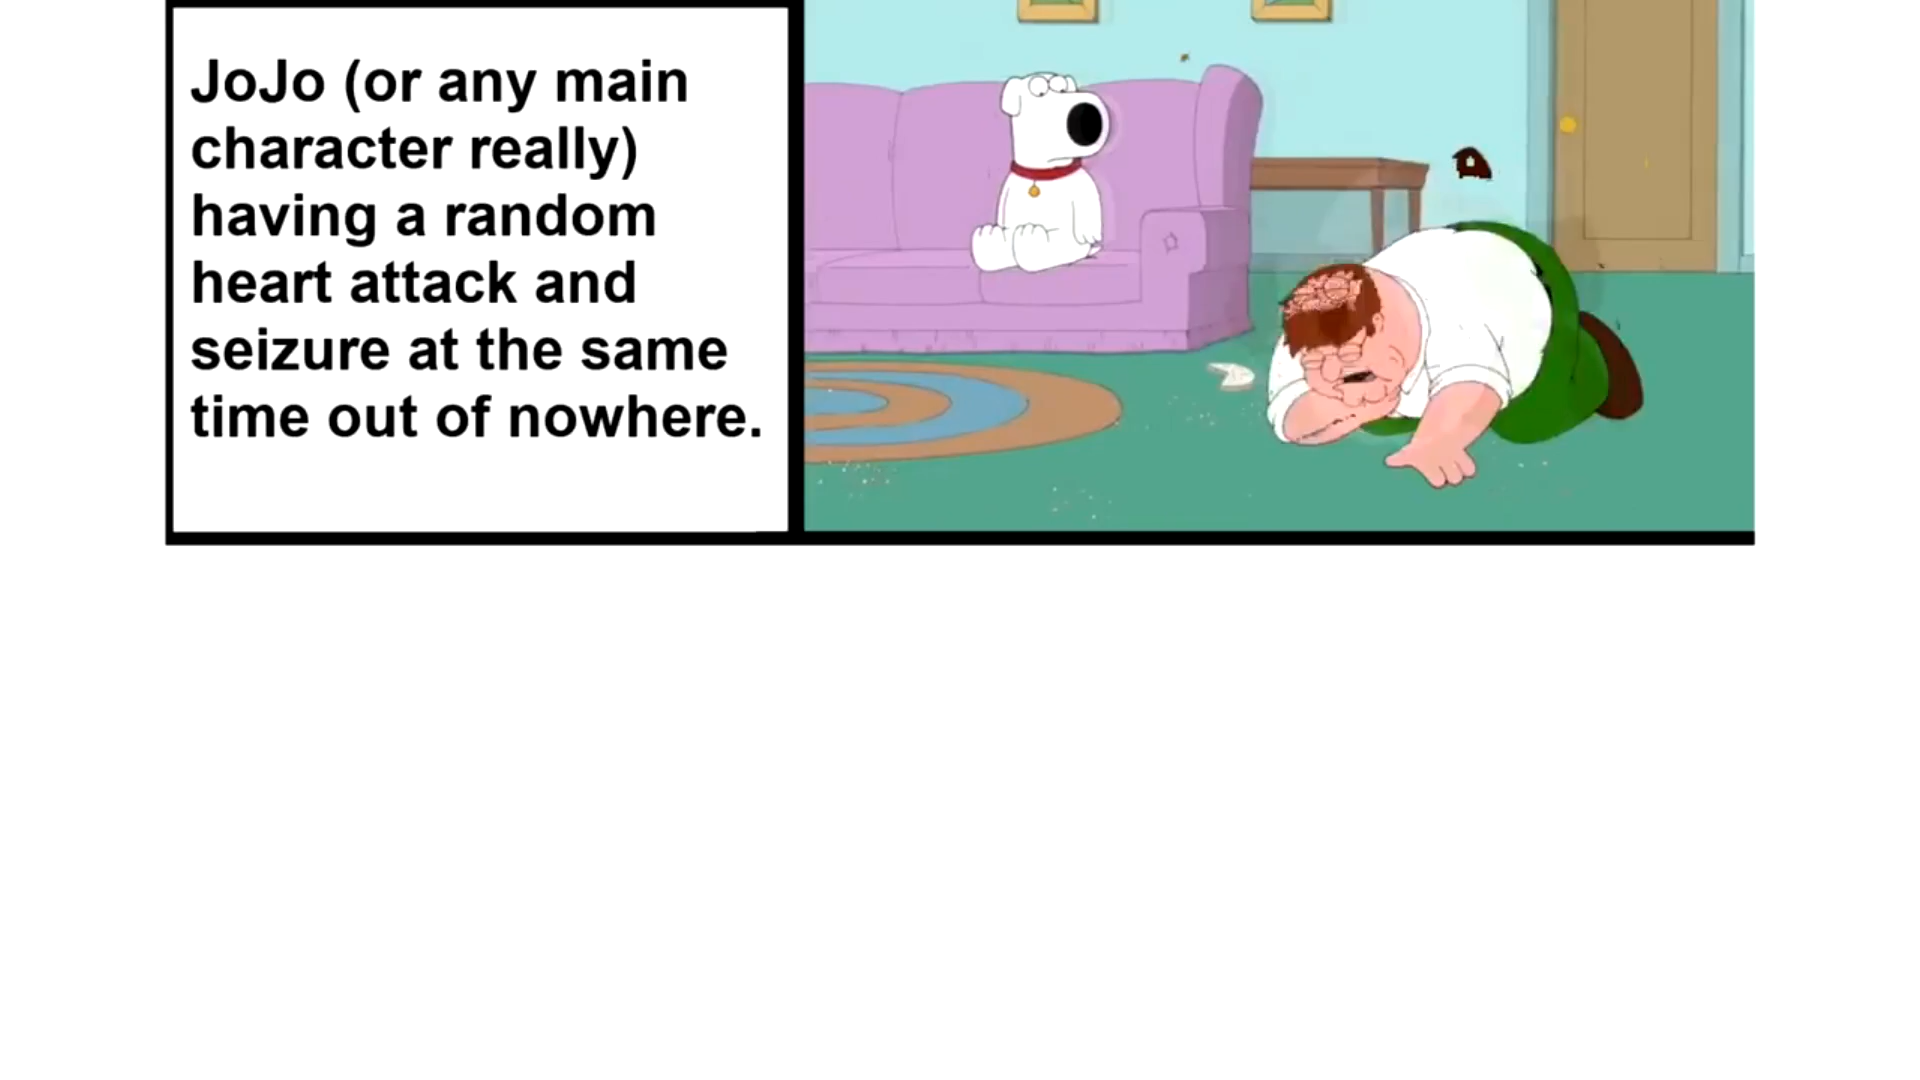 JoJo (or any main
character really)
having a random
heart attack and
seizure at the same
time out of nowhere.